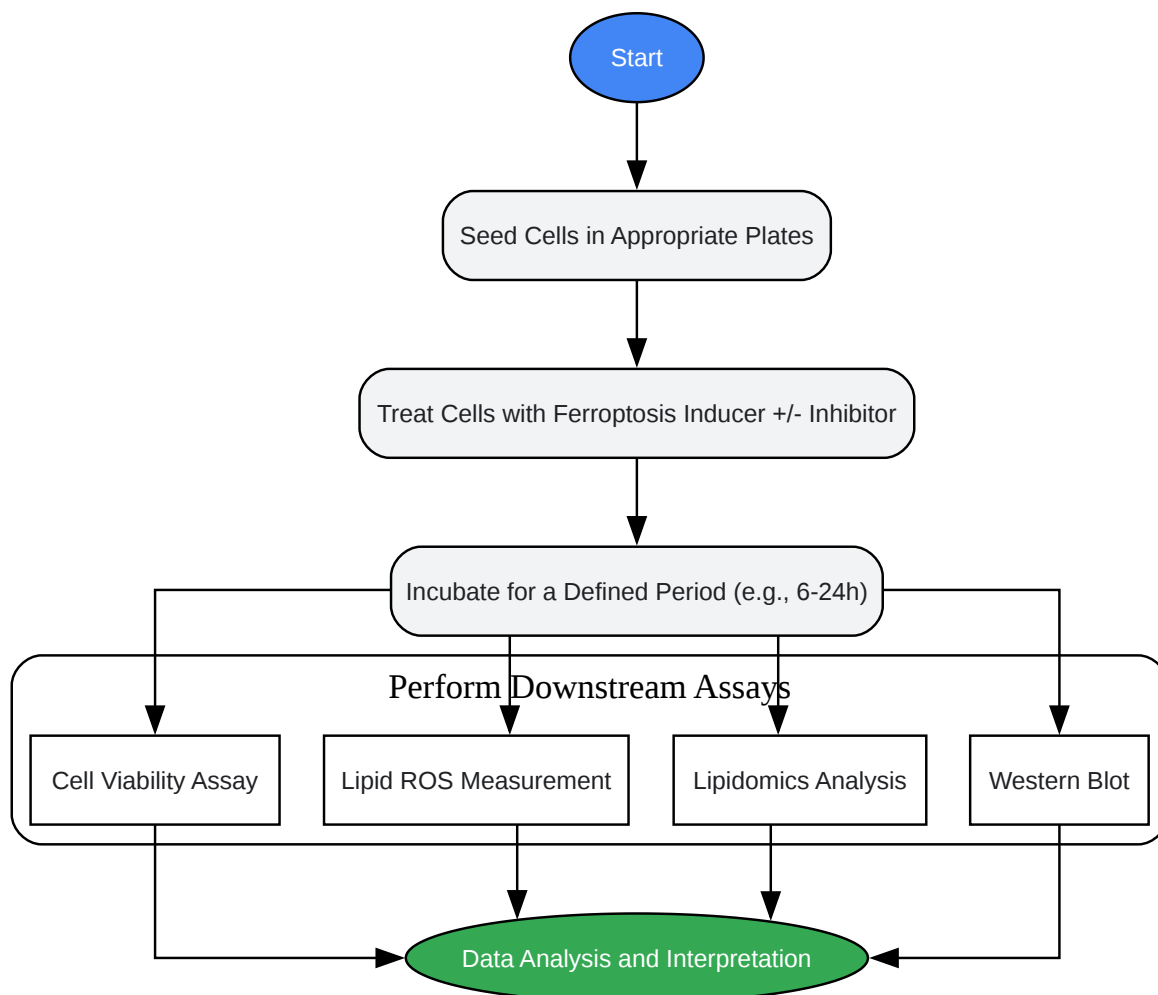 Start
Seed Cells in Appropriate Plates
Treat Cells with Ferroptosis Inducer +/- Inhibitor
Incubate for a Defined Period (e.g., 6-24h)
Perform Downstream Assays
Cell Viability Assay
Lipid ROS Measurement
Lipidomics Analysis
Western Blot
Data Analysis and Interpretation